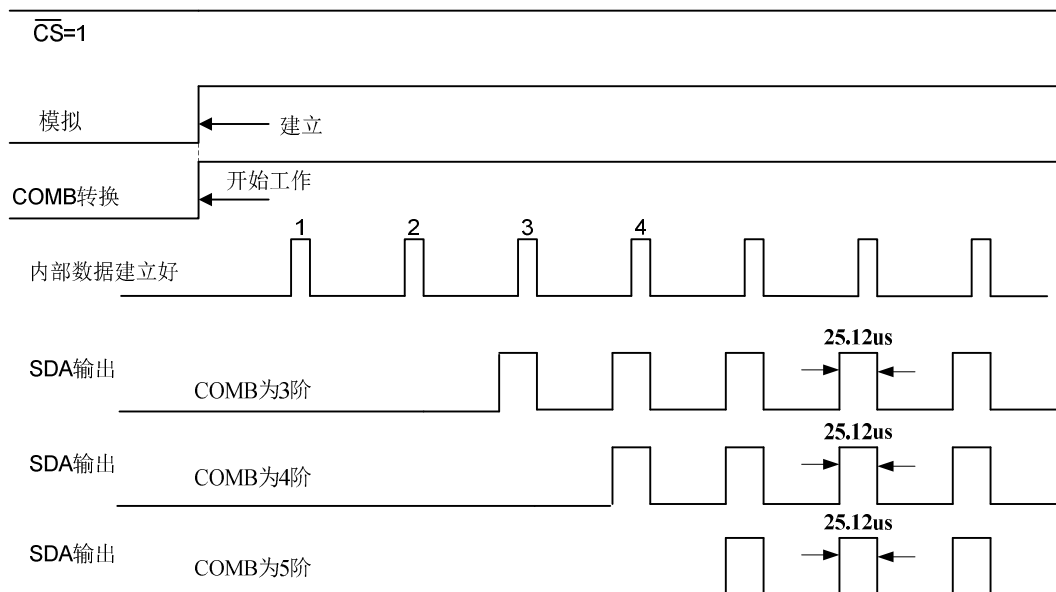 CS=1
模拟
建立
COMB转换
开始工作
1 2 3 4
内部数据建立好
25.12us
SDA输出
COMB为3阶
25.12us
SDA输出
COMB为4阶
25.12us
SDA输出
COMB为5阶